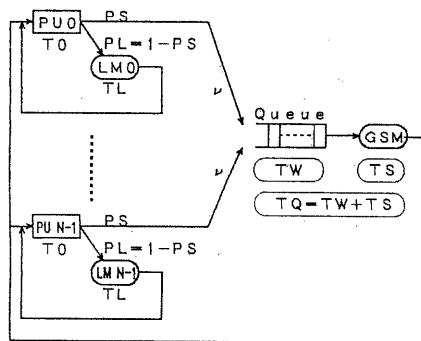 PU0 PS
T0 PL=1-PS
LM0
TL
ν
Queue
GSM
TW TS
ν
TQ=TW+TS
PS
PU N-1
T0 PL=1-PS
LM N-1
TL